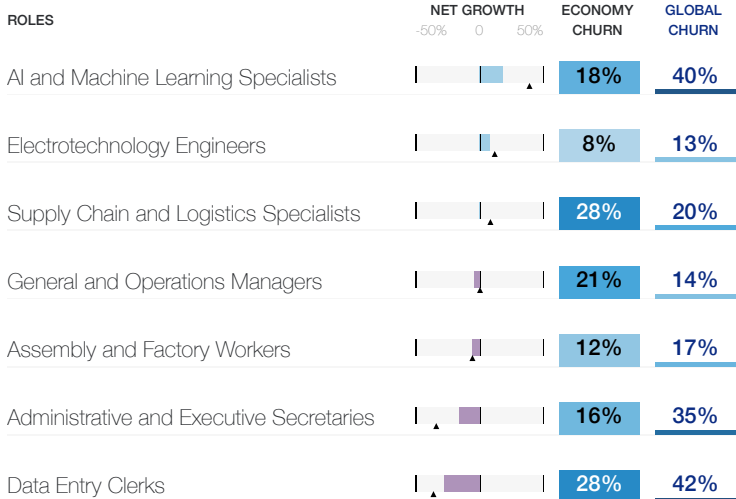 ROLES NET GROWTH ECONOMY CHURN GLOBAL CHURN
-50% 0 50%
AI and Machine Learning Specialists 18% 40%
Electrotechnology Engineers 8% 13%
Supply Chain and Logistics Specialists 28% 20%
General and Operations Managers 21% 14%
Assembly and Factory Workers 12% 17%
Administrative and Executive Secretaries 16% 35%
Data Entry Clerks 28% 42%